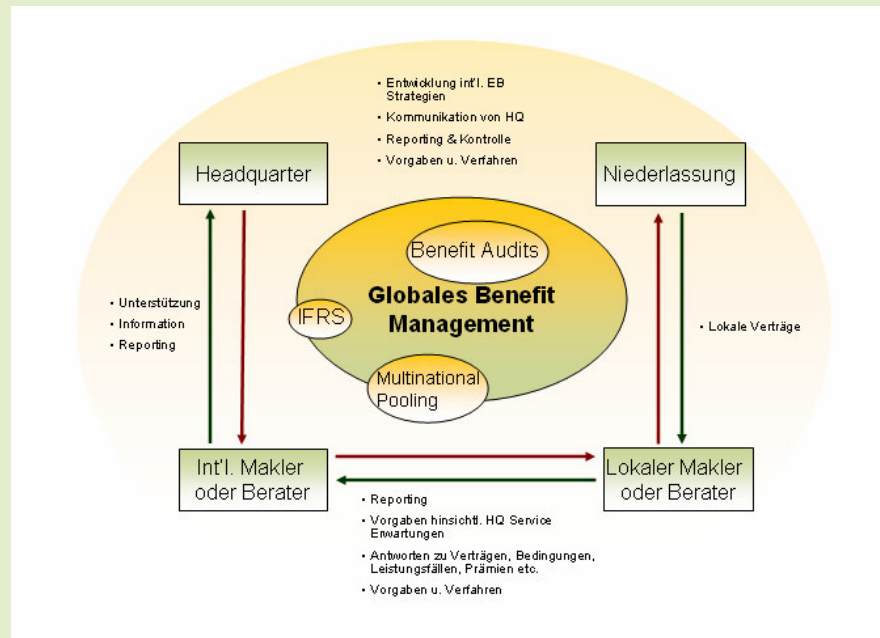 • Entwicklung int'l. EB
Strategien
• Kommunikation von HQ
• Reporting & Kontrolle
• Vorgaben u. Verfahren
Headquarter
Niederlassung
Benefit Audits
Globales Benefit
Management
IFRS
Multinational
Pooling
• Unterstützung
• Information
• Reporting
• Lokale Verträge
Int'l. Makler
oder Berater
Lokaler Makler
oder Berater
• Reporting
• Vorgaben hinsichtl. HQ Service
Erwartungen
• Antworten zu Verträgen, Bedingungen,
Leistungsfällen, Prämien etc.
• Vorgaben u. Verfahren